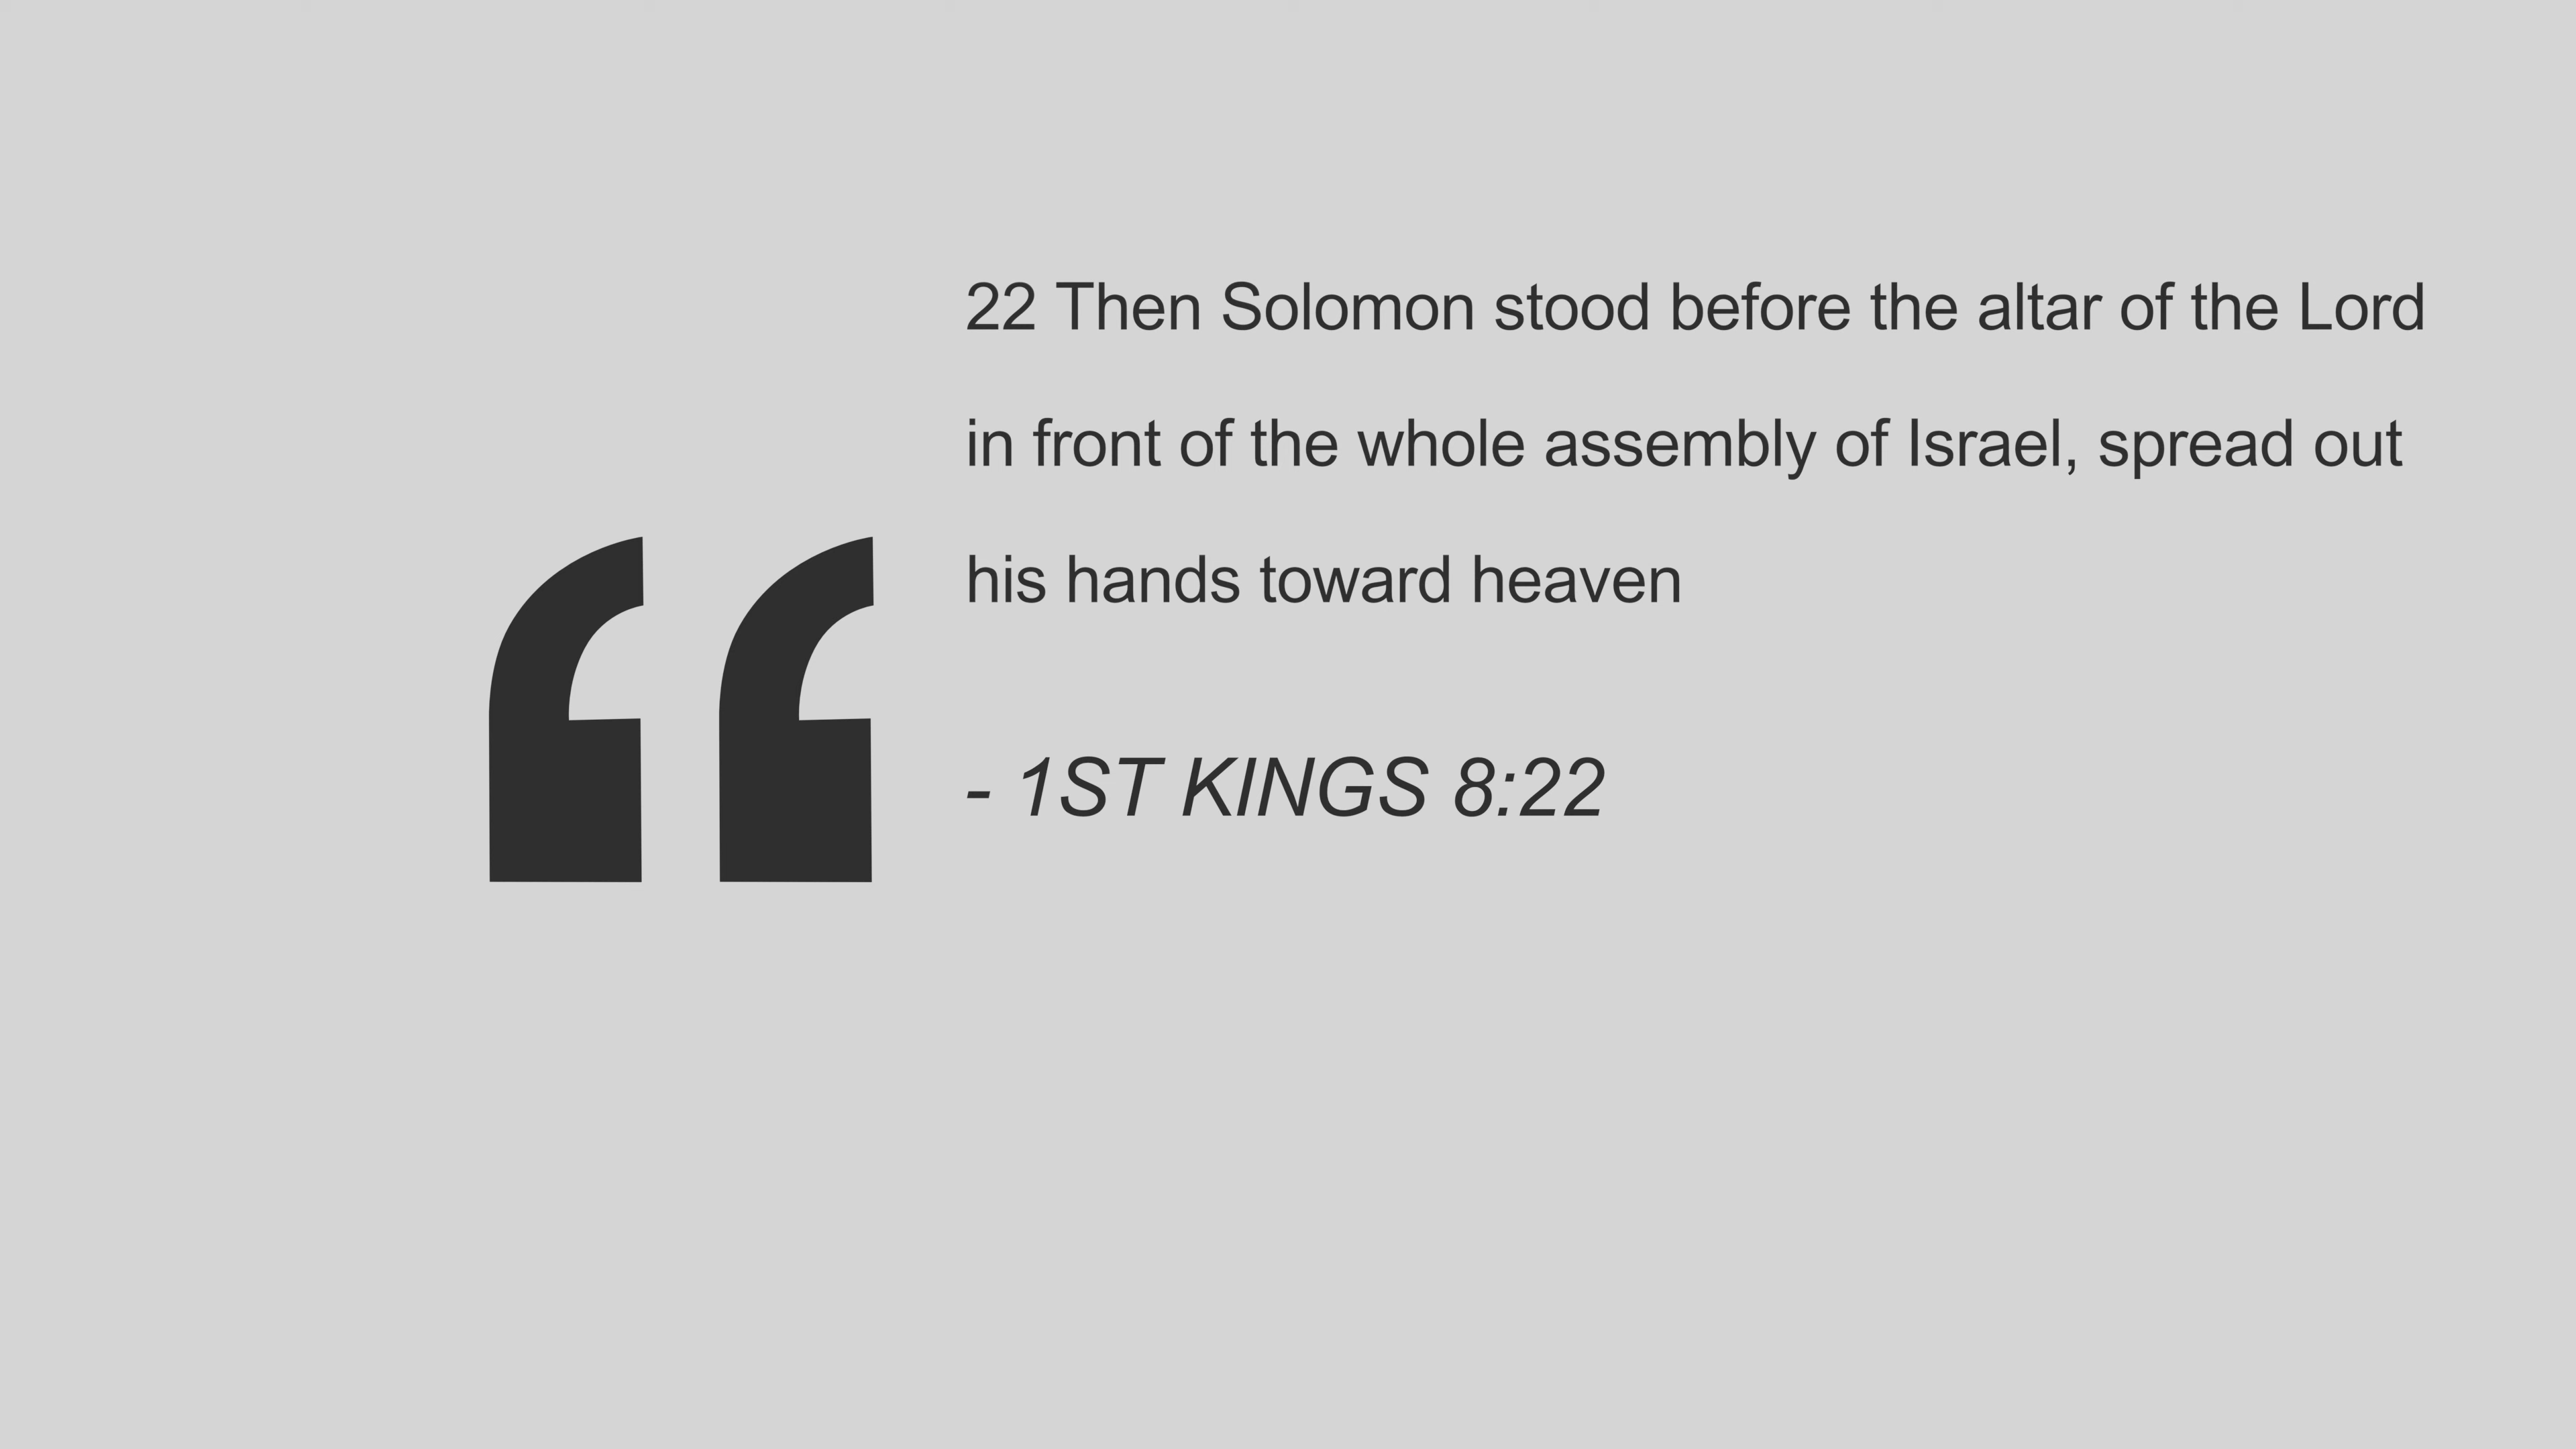 22 Then Solomon stood before the altar of the Lord
in front of the whole assembly of Israel, spread out
his hands toward heaven
- 1ST KINGS 8:22